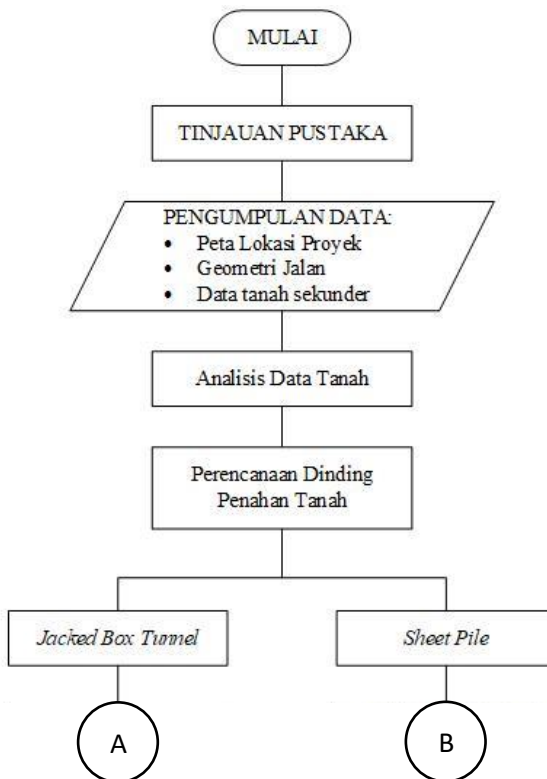 MULAI
TINJAUAN PUSTAKA
PENGUMPULAN DATA:
• Peta Lokasi Proyek
• Geometri Jalan
• Data tanah sekunder
Analisis Data Tanah
Perencanaan Dinding
Penahan Tanah
Jacked Box Tunnel
Sheet Pile
A
B